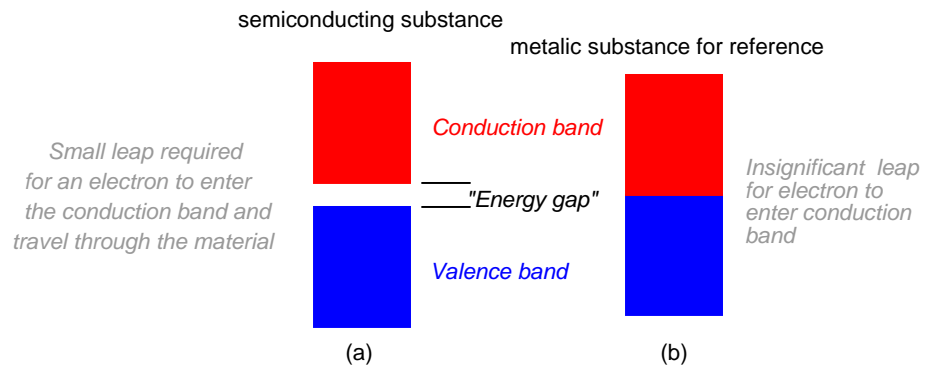 semiconducting substance
metalic substance for reference
Small leap required
for an electron to enter
the conduction band and
travel through the material
Conduction band
"Energy gap"
Valence band
Insignificant leap
for electron to
enter conduction
band
(a)
(b)